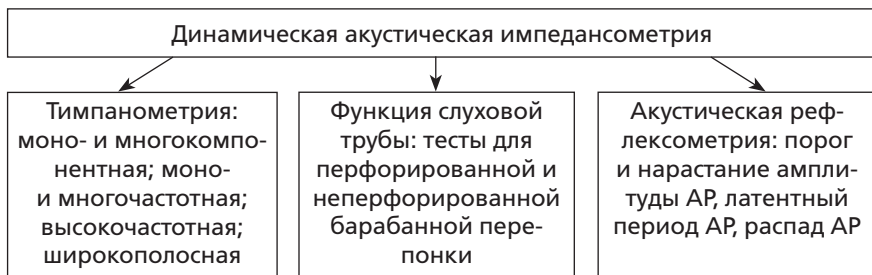 Динамическая акустическая импедансометрия
Тимпанометрия:
моно- и многокомпо-
нентная; моно-
и многочастотная;
высокочастотная;
широкополосная
Функция слуховой
трубы: тесты для
перфорированной и
неперфорированной
барабанной пере-
понки
Акустическая реф-
лексометрия: порог
и нарастание ампли-
туды АР, латентный
период АР, распад АР